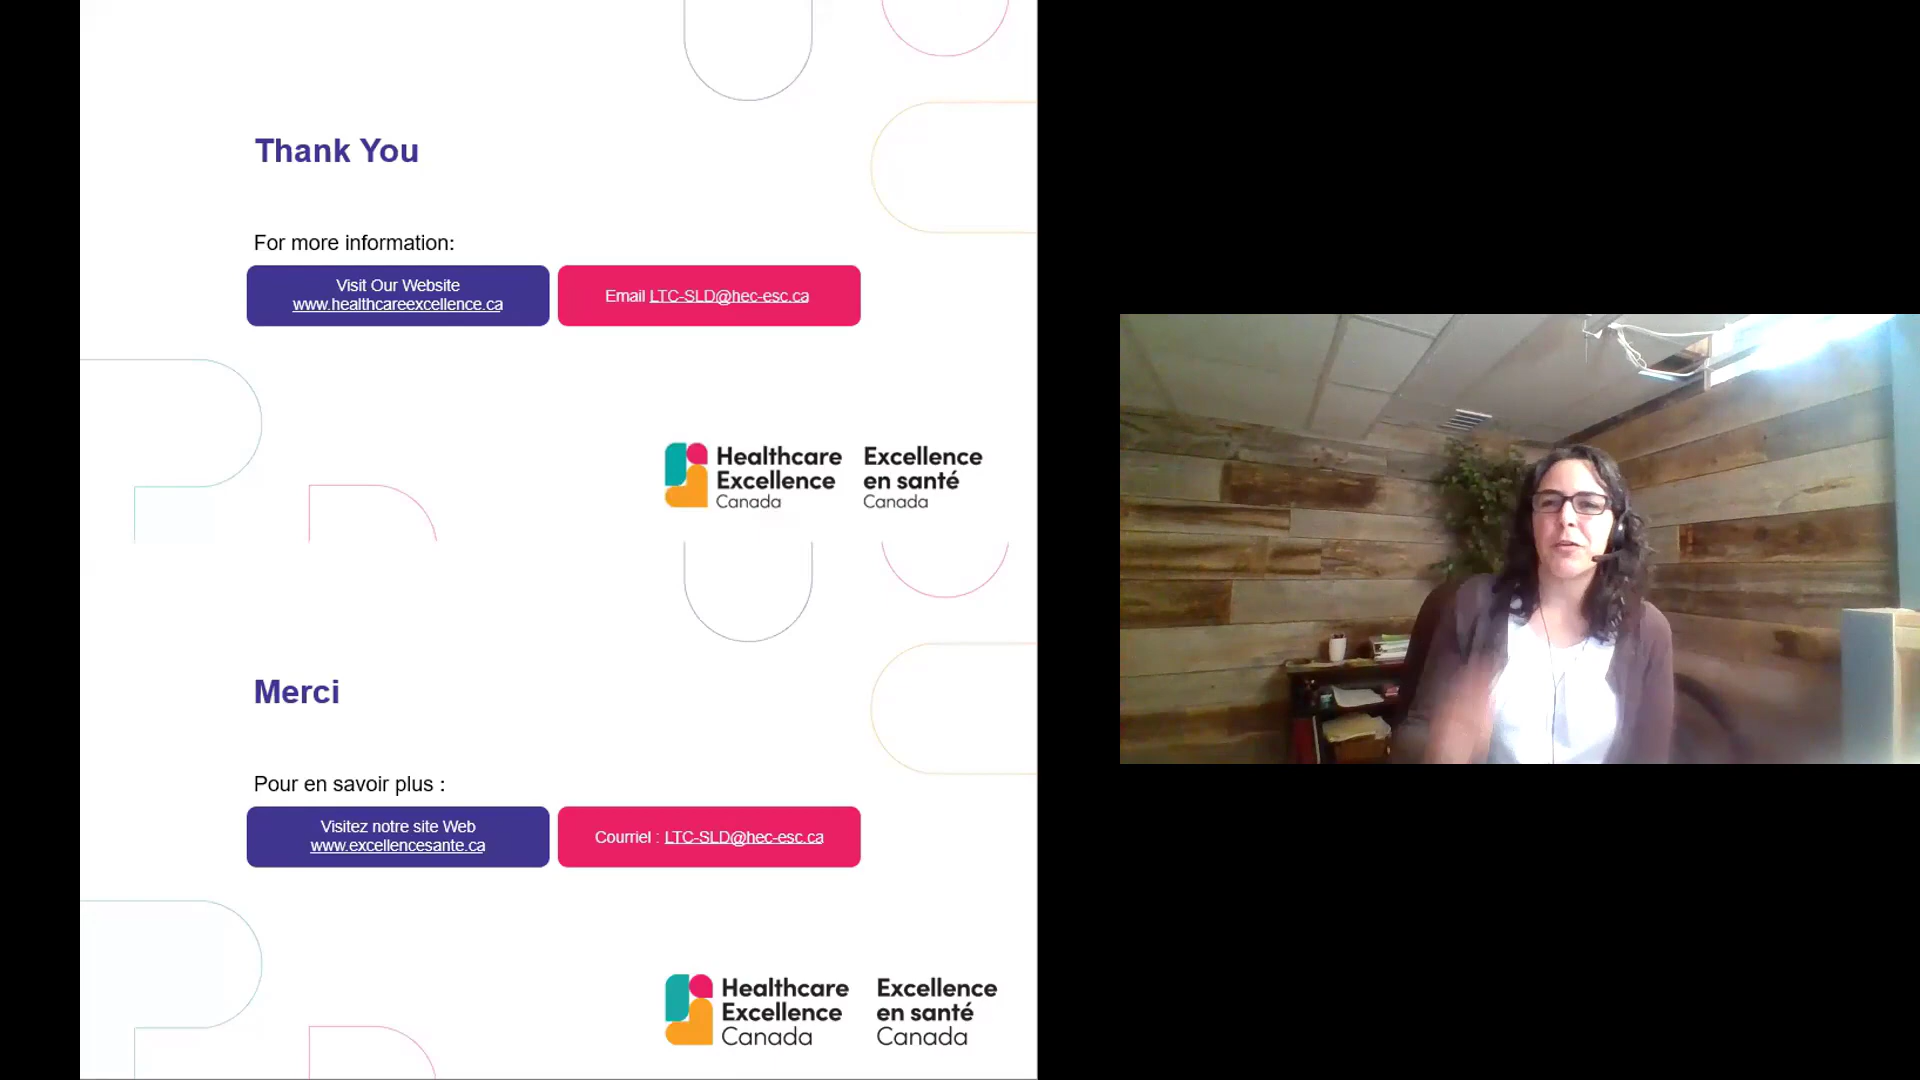 Thank You
For more information:
Visit Our Website
www.healthcareexcellence.ca
Email LTC-SLD@hec-esc.ca
Healthcare
Excellence
Canada
Excellence
en santé
Canada
Merci
Pour en savoir plus :
Visitez notre site Web
www.excellencesante.ca
Courriel : LTC-SLD@hec-esc.ca
Healthcare
Excellence
Canada
Excellence
en santé
Canada